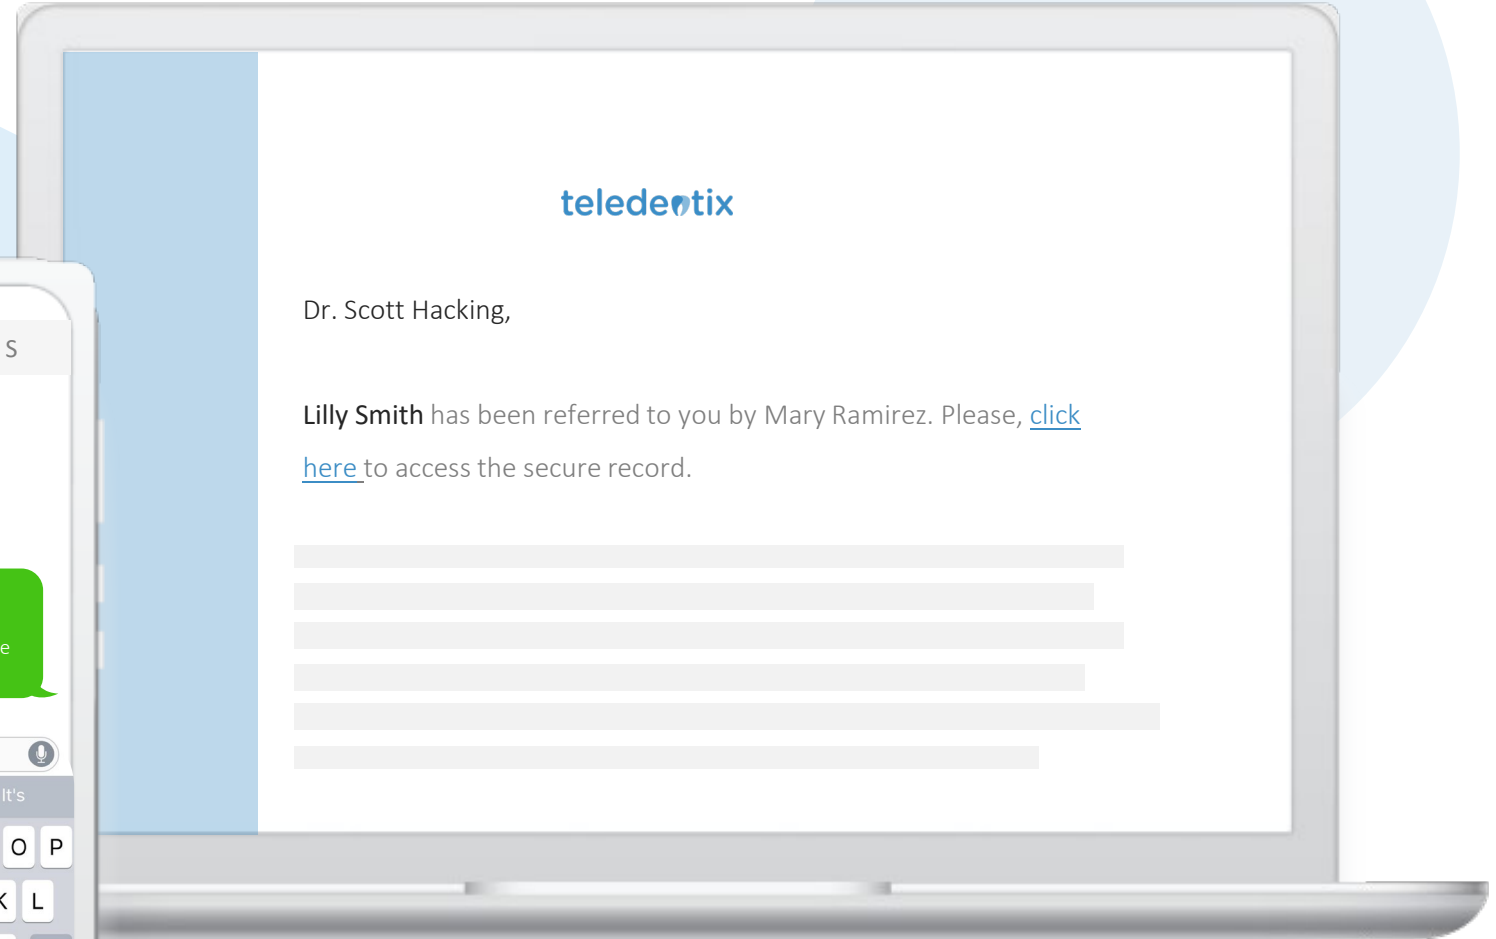 teledentix
Dr. Scott Hacking,
Lilly Smith has been referred to you by Mary Ramirez. Please, click
here to access the secure record.
S
e
It's
O P
K L